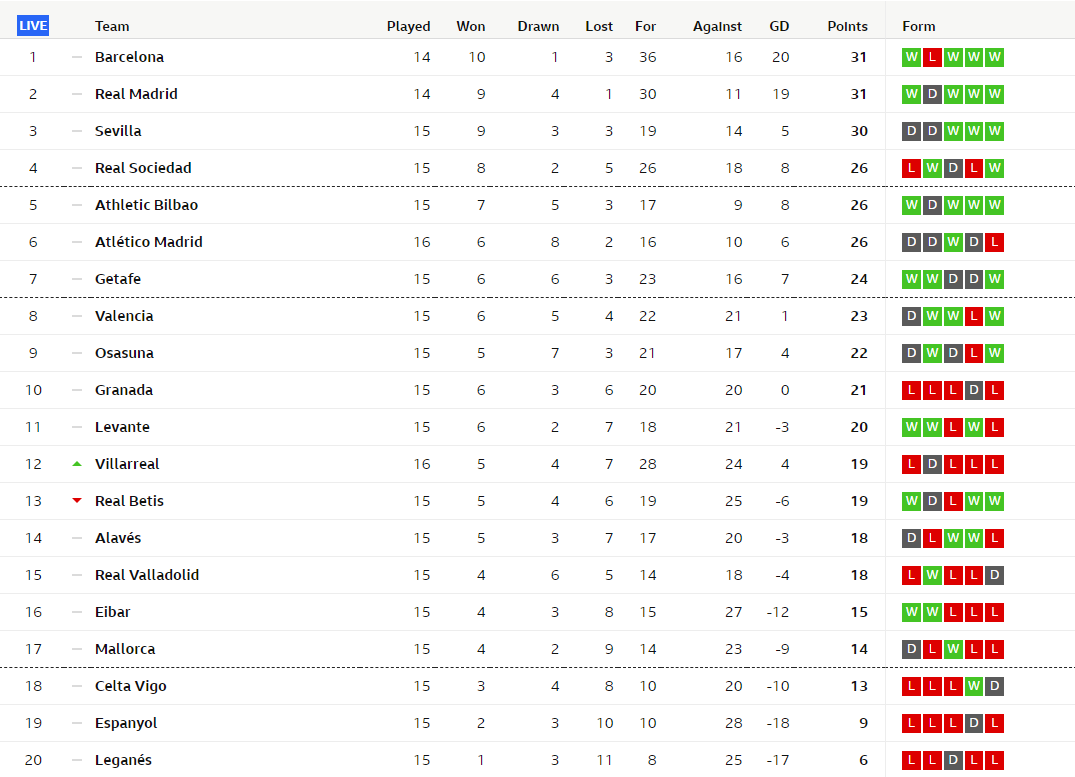 LIVE Team Played Won Drawn Lost For Against GD Points Form
1 Barcelona 14 10 1 3 36 16 20 31 W L W W W
2 Real Madrid 14 9 4 1 30 11 19 31 W D W W W
3 Sevilla 15 9 3 3 19 14 5 30 D D W W W
4 Real Sociedad 15 8 2 5 26 18 8 26 L W D L W
5 Athletic Bilbao 15 7 5 3 17 9 8 26 W D W W W
6 Atlético Madrid 16 6 8 2 16 10 6 26 D D W D L
7 Getafe 15 6 6 3 23 16 7 24 W W D D W
8 Valencia 15 6 5 4 22 21 1 23 D W W L W
9 Osasuna 15 5 7 3 21 17 4 22 D W D L W
10 Granada 15 6 3 6 20 20 0 21 L L L D L
11 Levante 15 6 2 7 18 21 -3 20 W W L W L
12 Villarreal 16 5 4 7 28 24 4 19 L D L L L
13 Real Betis 15 5 4 6 19 25 -6 19 W D L W W
14 Alavés 15 5 3 7 17 20 -3 18 D L W W L
15 Real Valladolid 15 4 6 5 14 18 -4 18 L W L L D
16 Eibar 15 4 3 8 15 27 -12 15 W W L L L
17 Mallorca 15 4 2 9 14 23 -9 14 D L W L L
18 Celta Vigo 15 3 4 8 10 20 -10 13 L L L W D
19 Espanyol 15 2 3 10 10 28 -18 9 L L L D L
20 Leganés 15 1 3 11 8 25 -17 6 L L D L L